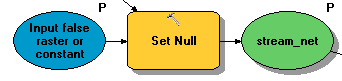 P
P
Input false
raster or
constant
Set Null
stream_net